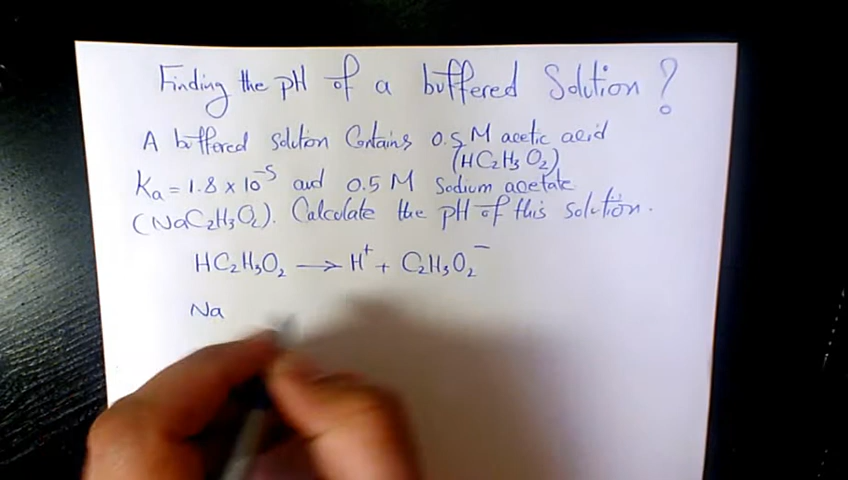 Finding the pH of a buffered Solution?
A buffered solution Contains 0.5M acetic acid
(HC₂H₃O₂)
Ka = 1.8 x 10⁻⁵ and 0.5 M Sodium acetate
(NaC₂H₃O₂). Calculate the pH of this solution.
HC₂H₃O₂ ⟶ H⁺ + C₂H₃O₂⁻
Na